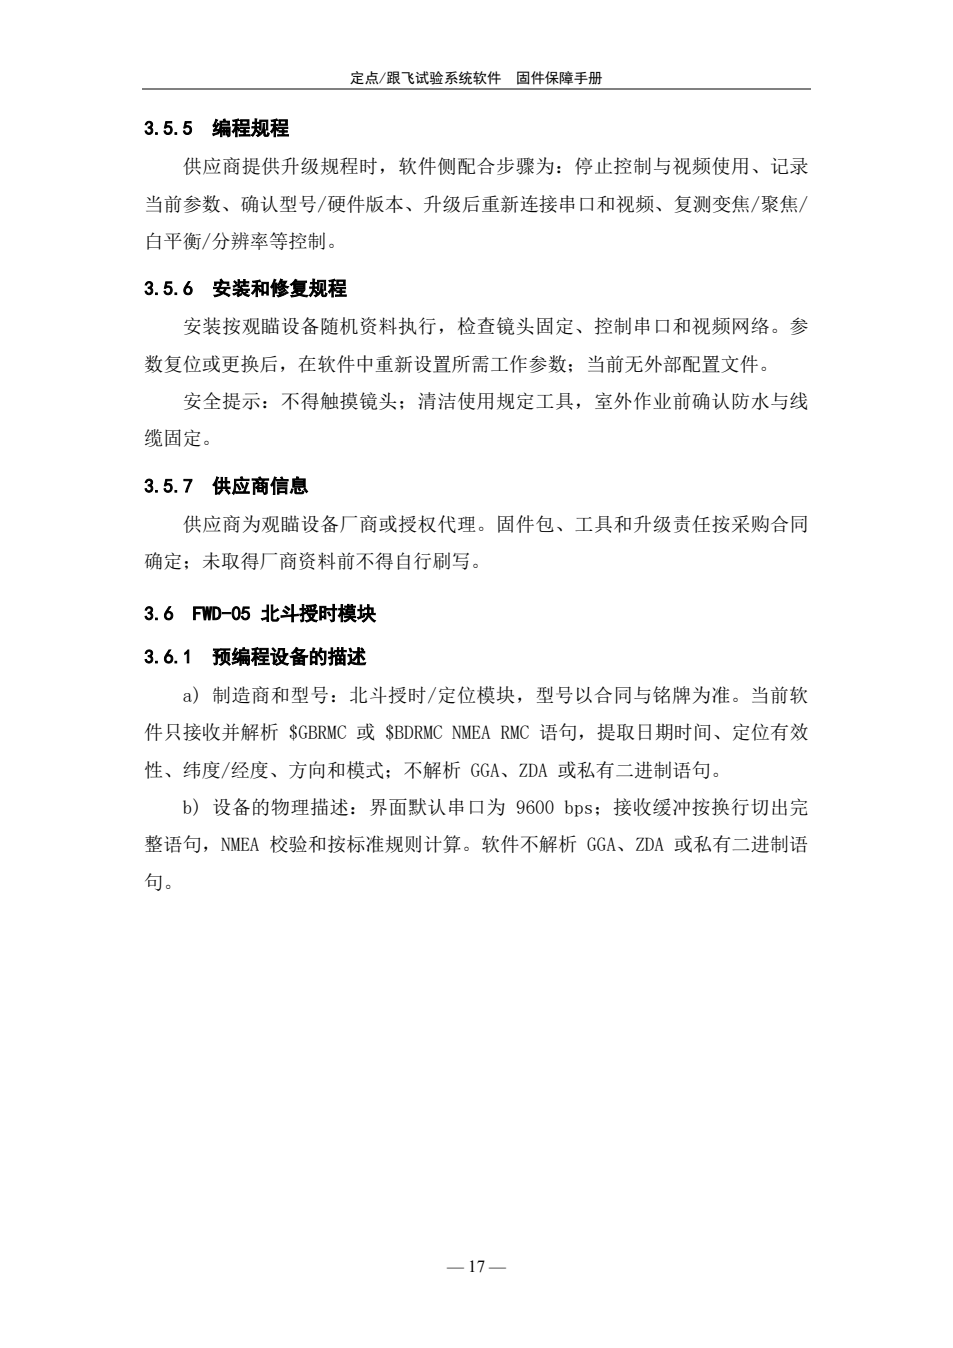 定点/跟飞试验系统软件　固件保障手册
3.5.5　编程规程
供应商提供升级规程时，软件侧配合步骤为：停止控制与视频使用、记录
当前参数、确认型号/硬件版本、升级后重新连接串口和视频、复测变焦/聚焦/
白平衡/分辨率等控制。
3.5.6　安装和修复规程
安装按观瞄设备随机资料执行，检查镜头固定、控制串口和视频网络。参
数复位或更换后，在软件中重新设置所需工作参数；当前无外部配置文件。
安全提示：不得触摸镜头；清洁使用规定工具，室外作业前确认防水与线
缆固定。
3.5.7　供应商信息
供应商为观瞄设备厂商或授权代理。固件包、工具和升级责任按采购合同
确定；未取得厂商资料前不得自行刷写。
3.6　FWD-05 北斗授时模块
3.6.1　预编程设备的描述
a) 制造商和型号：北斗授时/定位模块，型号以合同与铭牌为准。当前软
件只接收并解析 $GBRMC 或 $BDRMC NMEA RMC 语句，提取日期时间、定位有效
性、纬度/经度、方向和模式；不解析 GGA、ZDA 或私有二进制语句。
b) 设备的物理描述：界面默认串口为 9600 bps；接收缓冲按换行切出完
整语句，NMEA 校验和按标准规则计算。软件不解析 GGA、ZDA 或私有二进制语
句。
— 17 —